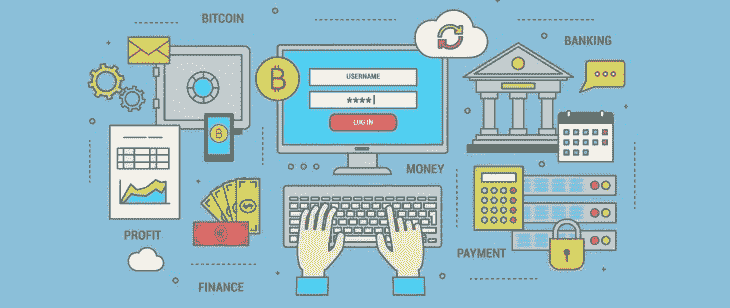 BITCOIN
BANKING
USERNAME
****
LOG IN
MONEY
PROFIT
PAYMENT
FINANCE